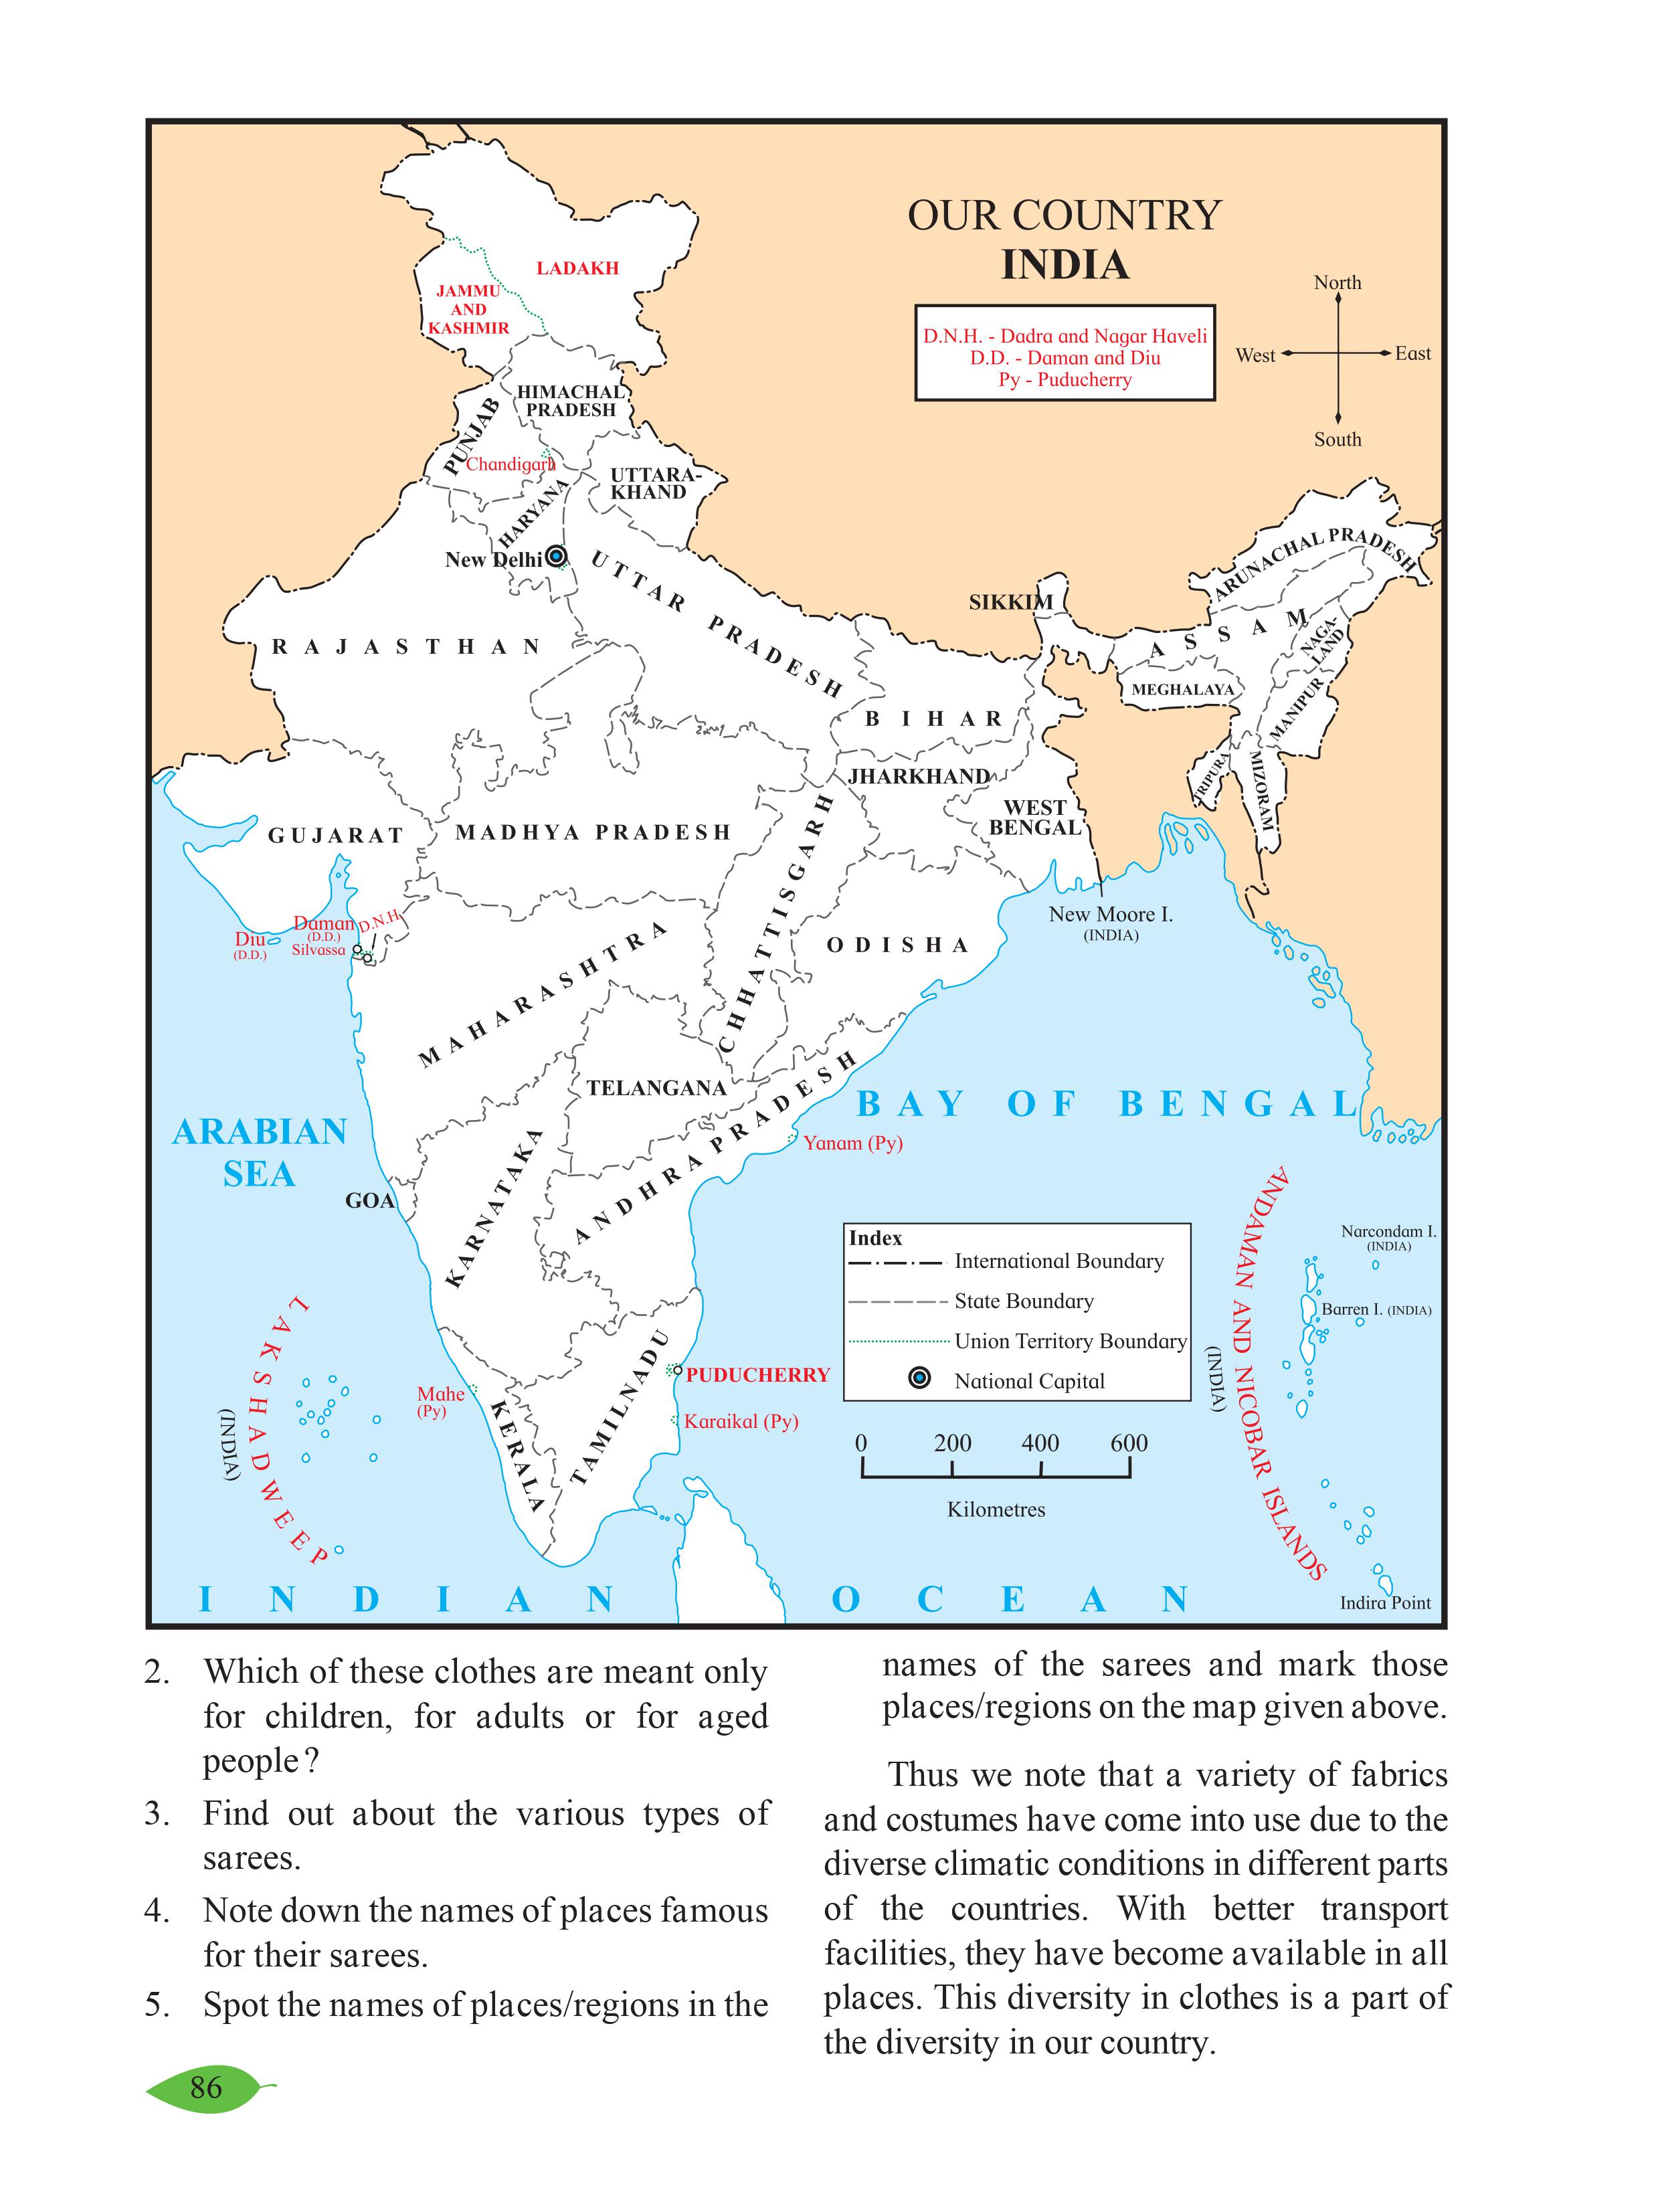 OUR COUNTRY
INDIA
D.N.H. - Dadra and Nagar Haveli
D.D. - Daman and Diu
Py - Puducherry
North
West
East
South
LADAKH
JAMMU
AND
KASHMIR
HIMACHAL
PRADESH
PUNJAB
Chandigarh
UTTARA-
KHAND
HARYANA
New Delhi
UTTAR PRADESH
RAJASTHAN
SIKKIM
ARUNACHAL PRADESH
ASSAM
NAGA-
LAND
MEGHALAYA
MANIPUR
TRIPURA
MIZORAM
BIHAR
JHARKHAND
WEST
BENGAL
GUJARAT
MADHYA PRADESH
CHHATTISGARH
ODISHA
New Moore I.
(INDIA)
Daman
(D.D.)
D.N.H.
Diu
(D.D.)
Silvassa
MAHARASHTRA
TELANGANA
ANDHRA PRADESH
BAY OF BENGAL
Yanam (Py)
ARABIAN
SEA
GOA
KARNATAKA
ANDAMAN AND NICOBAR ISLANDS
(INDIA)
Narcondam I.
(INDIA)
Barren I. (INDIA)
Indira Point
Index
International Boundary
State Boundary
Union Territory Boundary
National Capital
0 200 400 600
Kilometres
LAKSHADWEEP
(INDIA)
Mahe
(Py)
KERALA
TAMILNADU
PUDUCHERRY
Karaikal (Py)
INDIAN OCEAN
2. Which of these clothes are meant only
for children, for adults or for aged
people ?
3. Find out about the various types of
sarees.
4. Note down the names of places famous
for their sarees.
5. Spot the names of places/regions in the
names of the sarees and mark those
places/regions on the map given above.
Thus we note that a variety of fabrics
and costumes have come into use due to the
diverse climatic conditions in different parts
of the countries. With better transport
facilities, they have become available in all
places. This diversity in clothes is a part of
the diversity in our country.
86